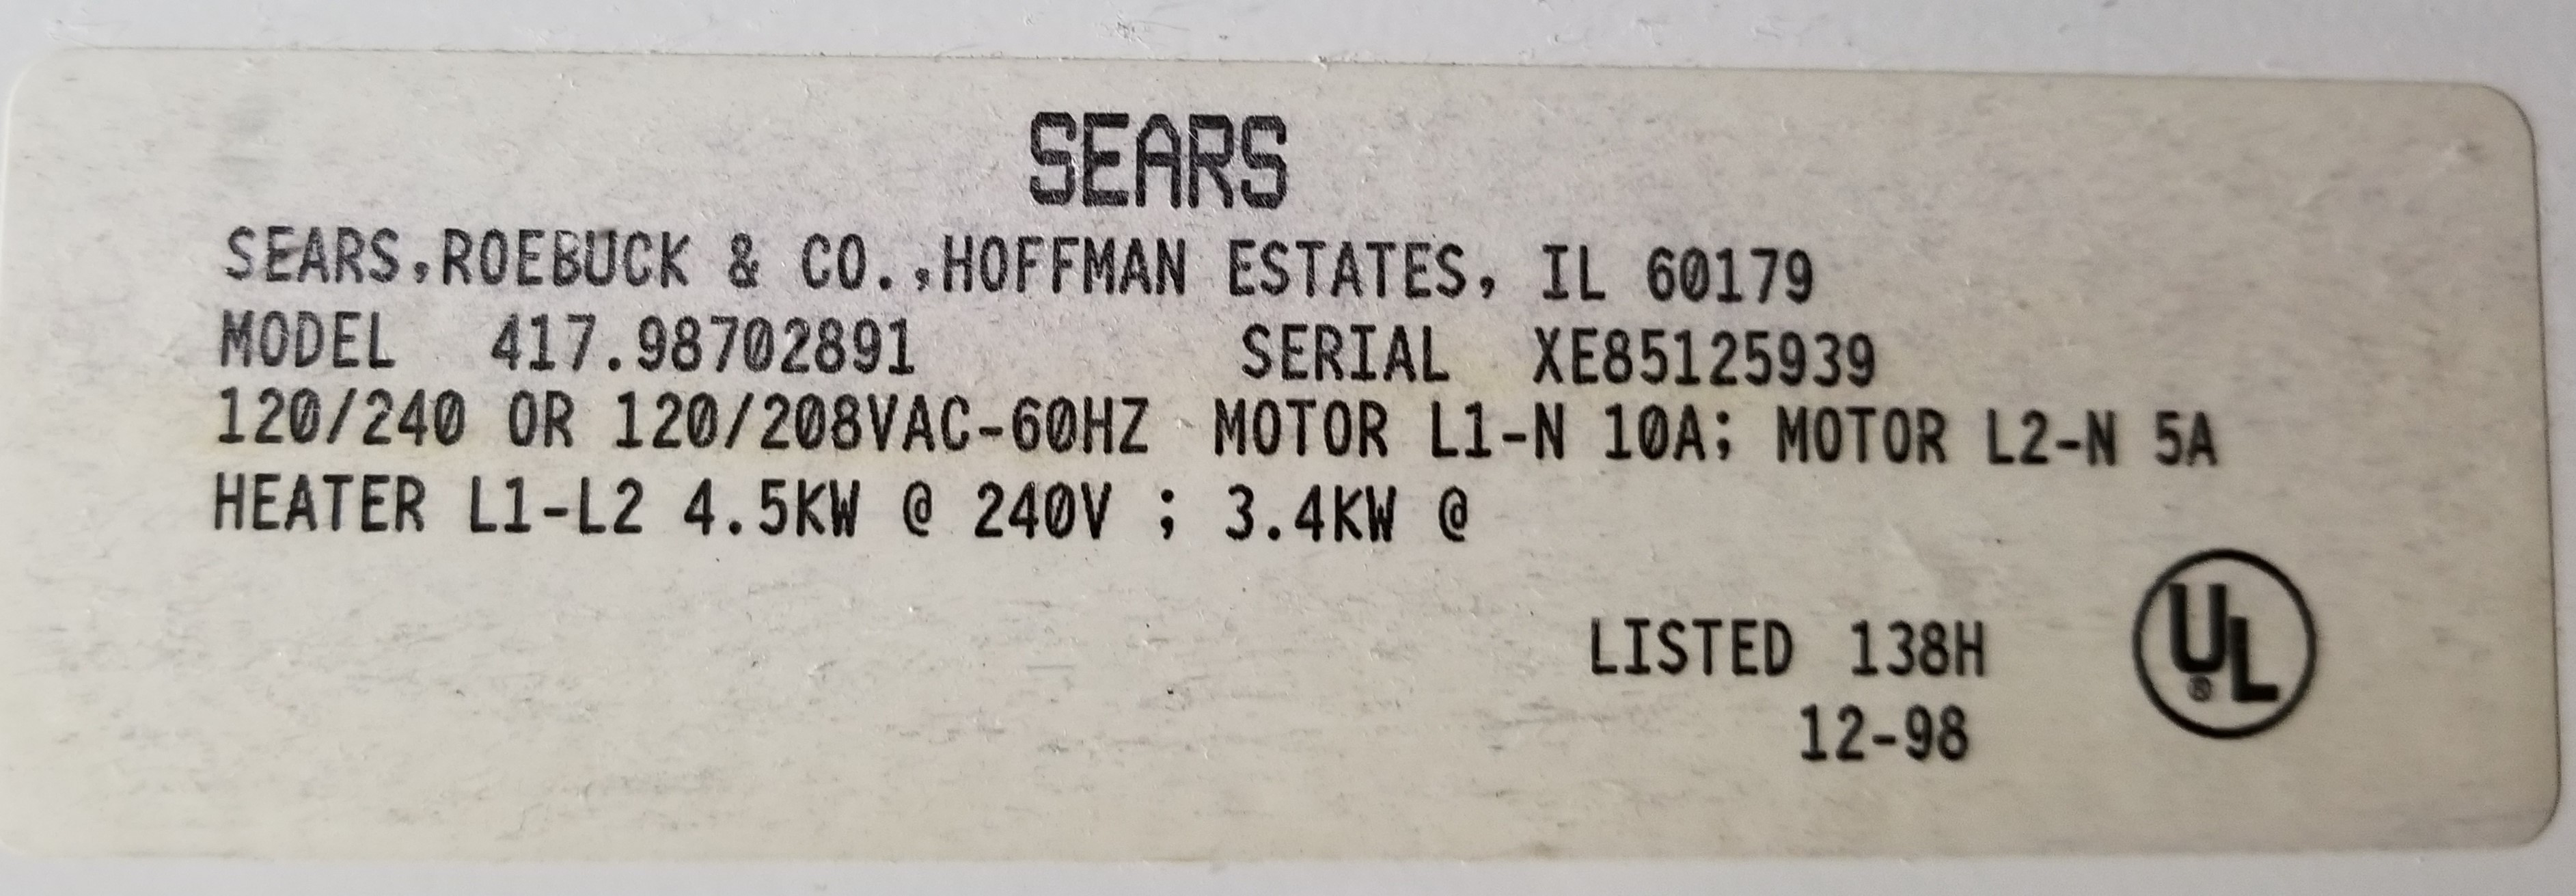 SEARS
SEARS,ROEBUCK & CO.,HOFFMAN ESTATES, IL 60179
MODEL 417.98702891 SERIAL XE85125939
120/240 OR 120/208VAC-60HZ MOTOR L1-N 10A; MOTOR L2-N 5A
HEATER L1-L2 4.5KW @ 240V ; 3.4KW @
LISTED 138H
12-98
UL®